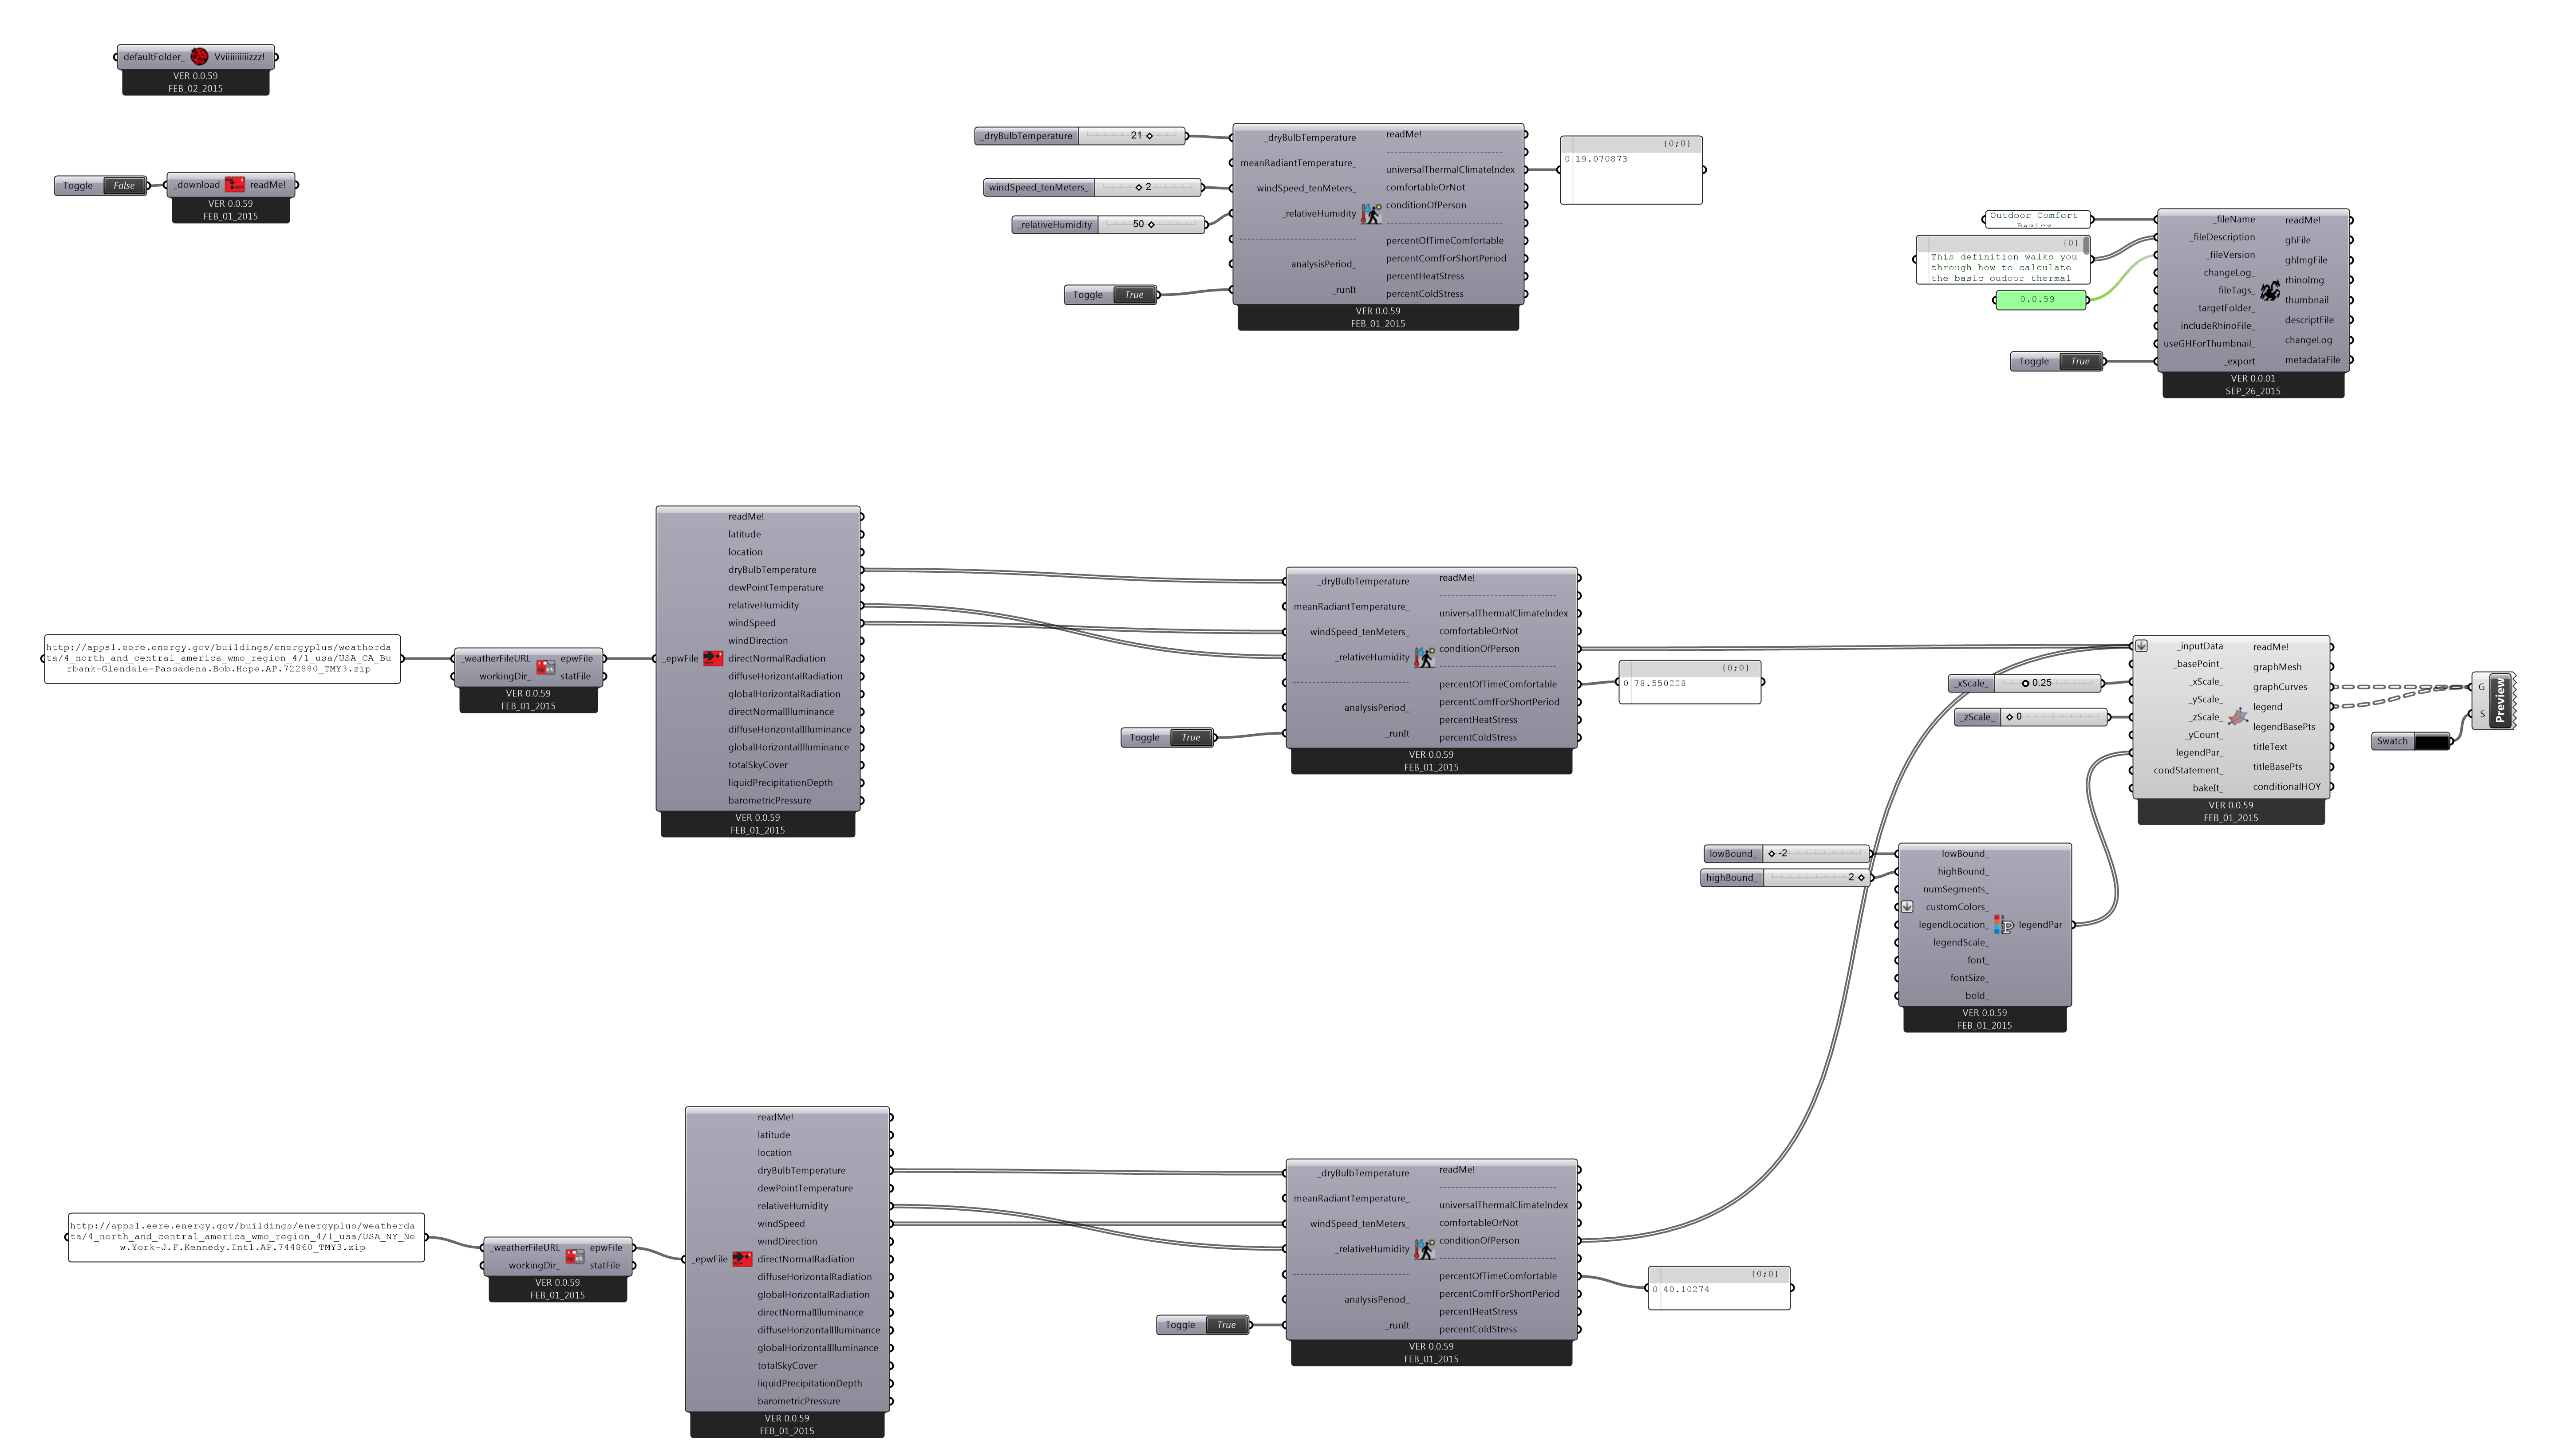 defaultFolder_ Vviiiiiiiiiizzz!
VER 0.0.59
FEB_02_2015
Toggle False
_download readMe!
VER 0.0.59
FEB_01_2015
_dryBulbTemperature 21
windSpeed_tenMeters_ 2
_relativeHumidity 50
Toggle True
_dryBulbTemperature
meanRadiantTemperature_
windSpeed_tenMeters_
_relativeHumidity
analysisPeriod_
_runIt
readMe!
universalThermalClimateIndex
comfortableOrNot
conditionOfPerson
percentOfTimeComfortable
percentComfForShortPeriod
percentHeatStress
percentColdStress
VER 0.0.59
FEB_01_2015
{0;0}
0 19.070873
Outdoor Comfort
Basics
{0}
This definition walks you
through how to calculate
the basic oudoor thermal
0.0.59
Toggle True
_fileName
_fileDescription
_fileVersion
changeLog_
fileTags_
targetFolder_
includeRhinoFile_
useGHForThumbnail_
_export
readMe!
ghFile
ghImgFile
rhinoImg
thumbnail
descriptFile
changeLog
metadataFile
VER 0.0.01
SEP_26_2015
http://apps1.eere.energy.gov/buildings/energyplus/weatherda
ta/4_north_and_central_america_wmo_region_4/1_usa/USA_CA_Bu
rbank-Glendale-Passadena.Bob.Hope.AP.722880_TMY3.zip
_weatherFileURL epwFile
workingDir_ statFile
VER 0.0.59
FEB_01_2015
_epwFile
readMe!
latitude
location
dryBulbTemperature
dewPointTemperature
relativeHumidity
windSpeed
windDirection
directNormalRadiation
diffuseHorizontalRadiation
globalHorizontalRadiation
directNormalIlluminance
diffuseHorizontalIlluminance
globalHorizontalIlluminance
totalSkyCover
liquidPrecipitationDepth
barometricPressure
VER 0.0.59
FEB_01_2015
Toggle True
_dryBulbTemperature
meanRadiantTemperature_
windSpeed_tenMeters_
_relativeHumidity
analysisPeriod_
_runIt
readMe!
universalThermalClimateIndex
comfortableOrNot
conditionOfPerson
percentOfTimeComfortable
percentComfForShortPeriod
percentHeatStress
percentColdStress
VER 0.0.59
FEB_01_2015
{0;0}
0 78.550228
_xScale_ 0.25
_zScale_ 0
_inputData
_basePoint_
_xScale_
_yScale_
_zScale_
_yCount_
legendPar_
condStatement_
bakeIt_
readMe!
graphMesh
graphCurves
legend
legendBasePts
titleText
titleBasePts
conditionalHOY
VER 0.0.59
FEB_01_2015
Swatch
G
S
Preview
lowBound_ -2
highBound_ 2
lowBound_
highBound_
numSegments_
customColors_
legendLocation_
legendScale_
font_
fontSize_
bold_
legendPar
VER 0.0.59
FEB_01_2015
http://apps1.eere.energy.gov/buildings/energyplus/weatherda
ta/4_north_and_central_america_wmo_region_4/1_usa/USA_NY_Ne
w.York-J.F.Kennedy.Intl.AP.744860_TMY3.zip
_weatherFileURL epwFile
workingDir_ statFile
VER 0.0.59
FEB_01_2015
_epwFile
readMe!
latitude
location
dryBulbTemperature
dewPointTemperature
relativeHumidity
windSpeed
windDirection
directNormalRadiation
diffuseHorizontalRadiation
globalHorizontalRadiation
directNormalIlluminance
diffuseHorizontalIlluminance
globalHorizontalIlluminance
totalSkyCover
liquidPrecipitationDepth
barometricPressure
VER 0.0.59
FEB_01_2015
Toggle True
_dryBulbTemperature
meanRadiantTemperature_
windSpeed_tenMeters_
_relativeHumidity
analysisPeriod_
_runIt
readMe!
universalThermalClimateIndex
comfortableOrNot
conditionOfPerson
percentOfTimeComfortable
percentComfForShortPeriod
percentHeatStress
percentColdStress
VER 0.0.59
FEB_01_2015
{0;0}
0 40.10274